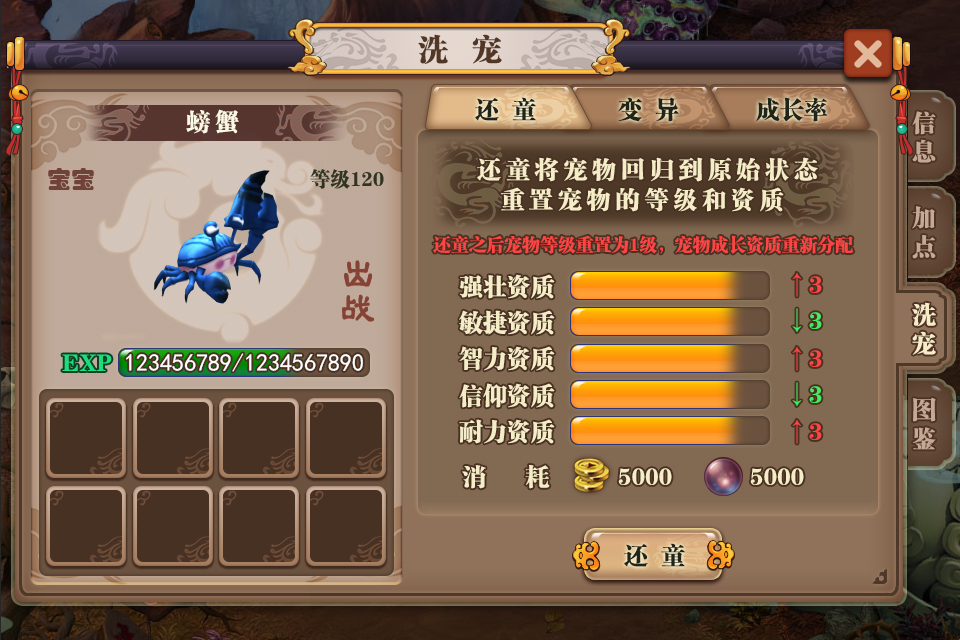 洗宠
螃蟹
宝宝
等级120
出战
EXP 123456789/1234567890
还童
变异
成长率
还童将宠物回归到原始状态
重置宠物的等级和资质
还童之后宠物等级重置为1级，宠物成长资质重新分配
强壮资质 ↑3
敏捷资质 ↓3
智力资质 ↑3
信仰资质 ↓3
耐力资质 ↑3
消耗 5000 5000
还童
信息
加点
洗宠
图鉴